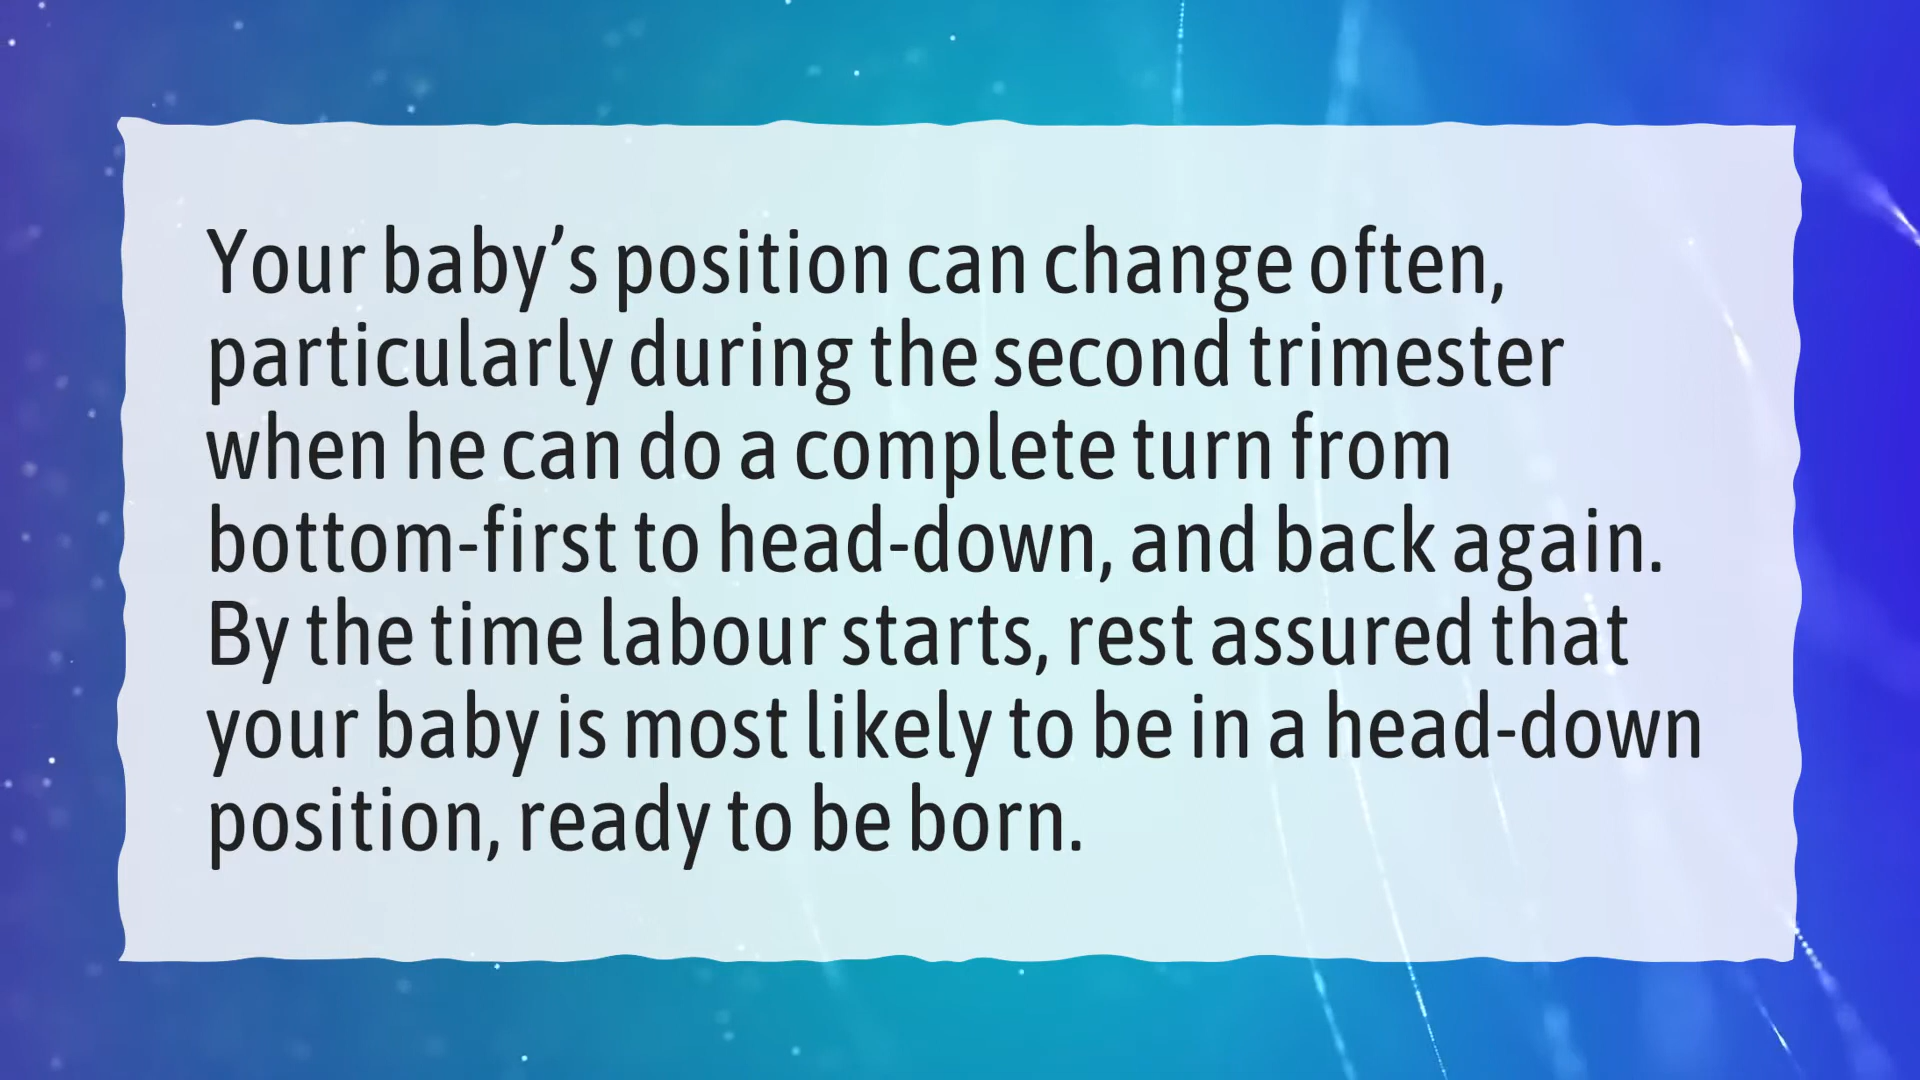 Your baby’s position can change often,
particularly during the second trimester
when he can do a complete turn from
bottom-first to head-down, and back again.
By the time labour starts, rest assured that
your baby is most likely to be in a head-down
position, ready to be born.